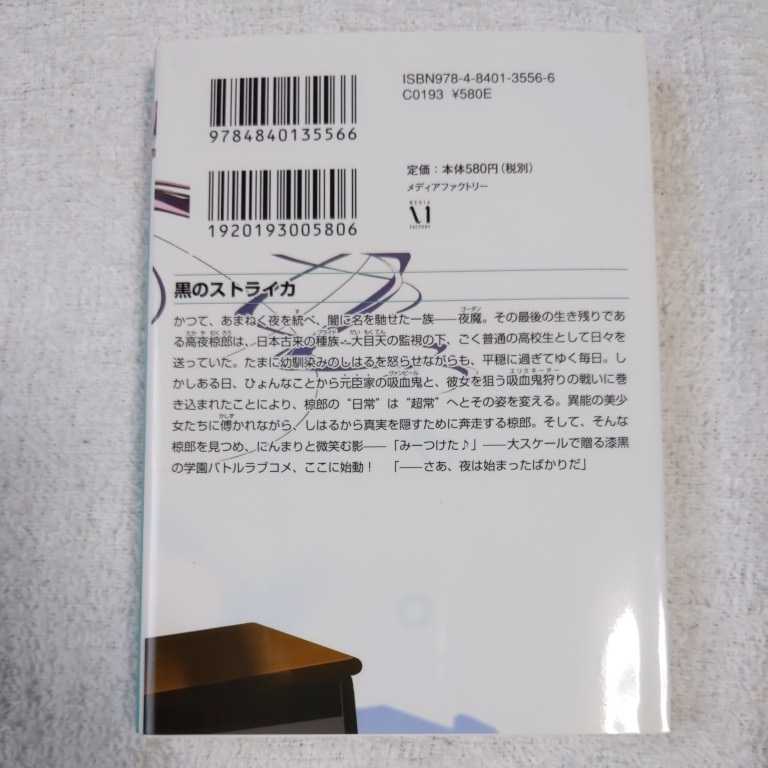 ISBN978-4-8401-3556-6
C0193 ¥580E
9784840135566
定価：本体580円（税別）
メディアファクトリー
MEDIA
FACTORY
1920193005806
黒のストライカ
かつて、あまねく夜を統べ、闇に名を馳せた一族──夜魔。その最後の生き残りであ
る高夜椋郎は、日本古来の種族・大目天の監視の下、ごく普通の高校生として日々を
送っていた。たまに幼馴染みのしはるを怒らせながらも、平穏に過ぎてゆく毎日。し
かしある日、ひょんなことから元臣家の吸血鬼と、彼女を狙う吸血鬼狩りの戦いに巻
き込まれたことにより、椋郎の“日常”は“超常”へとその姿を変える。異能の美少
女たちに傅かれながら、しはるから真実を隠すために奔走する椋郎。そして、そんな
椋郎を見つめ、にんまりと微笑む影──「みーつけた♪」──大スケールで贈る漆黒
の学園バトルラブコメ、ここに始動！　「──さあ、夜は始まったばかりだ」